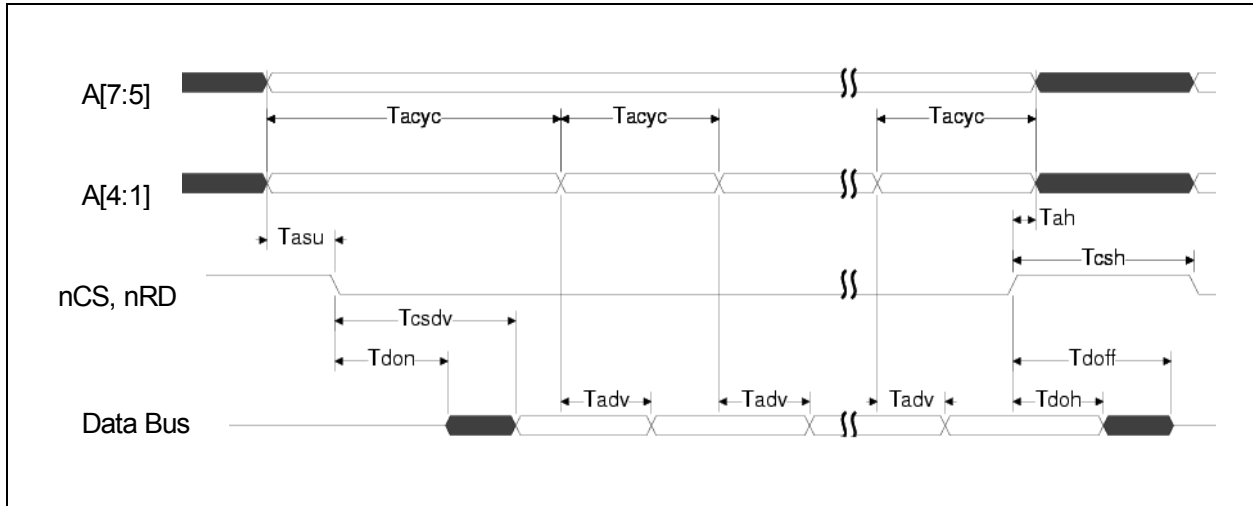 A[7:5]
Tacyc Tacyc Tacyc
A[4:1]
Tah
Tasu
Tcsh
nCS, nRD
Tcsdv
Tdon Tdoff
Tadv Tadv Tadv Tdoh
Data Bus